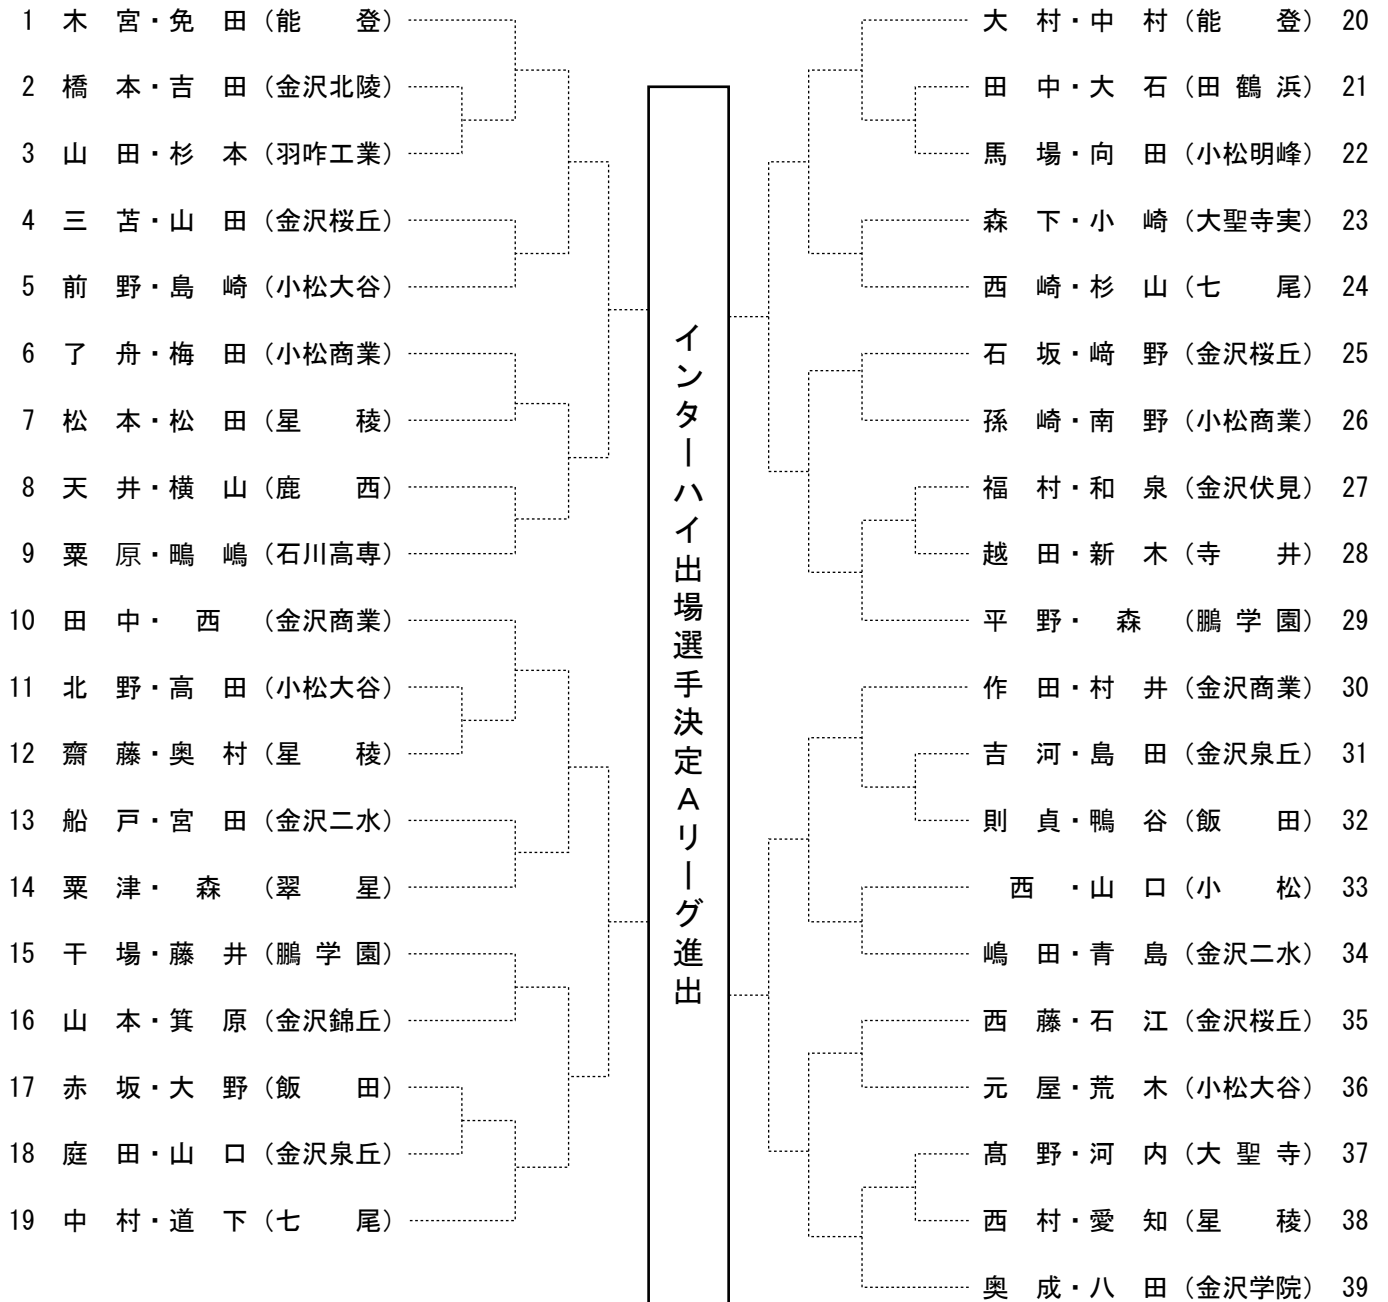 1 木 宮・免 田（能 登）
2 橋 本・吉 田（金沢北陵）
3 山 田・杉 本（羽咋工業）
4 三 苫・山 田（金沢桜丘）
5 前 野・島 崎（小松大谷）
6 了 舟・梅 田（小松商業）
7 松 本・松 田（星 稜）
8 天 井・横 山（鹿 西）
9 粟 原・鴫 嶋（石川高専）
10 田 中・ 西 （金沢商業）
11 北 野・高 田（小松大谷）
12 齋 藤・奥 村（星 稜）
13 船 戸・宮 田（金沢二水）
14 粟 津・ 森 （翠 星）
15 干 場・藤 井（鵬 学 園）
16 山 本・箕 原（金沢錦丘）
17 赤 坂・大 野（飯 田）
18 庭 田・山 口（金沢泉丘）
19 中 村・道 下（七 尾）
インターハイ出場選手決定Aリーグ進出
大 村・中 村（能 登） 20
田 中・大 石（田 鶴 浜） 21
馬 場・向 田（小松明峰） 22
森 下・小 崎（大聖寺実） 23
西 崎・杉 山（七 尾） 24
石 坂・﨑 野（金沢桜丘） 25
孫 崎・南 野（小松商業） 26
福 村・和 泉（金沢伏見） 27
越 田・新 木（寺 井） 28
平 野・ 森 （鵬 学 園） 29
作 田・村 井（金沢商業） 30
吉 河・島 田（金沢泉丘） 31
則 貞・鴨 谷（飯 田） 32
西 ・山 口（小 松） 33
嶋 田・青 島（金沢二水） 34
西 藤・石 江（金沢桜丘） 35
元 屋・荒 木（小松大谷） 36
髙 野・河 内（大 聖 寺） 37
西 村・愛 知（星 稜） 38
奥 成・八 田（金沢学院） 39